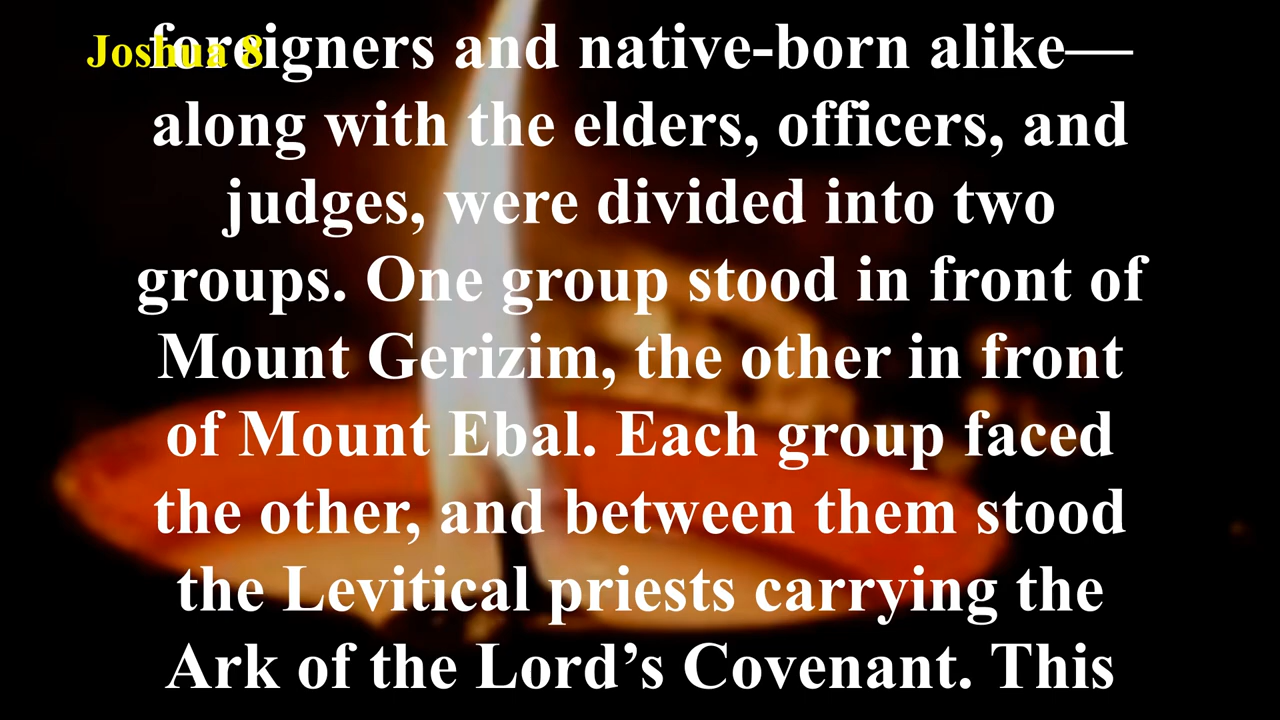 Joshua 8
foreigners and native-born alike—
along with the elders, officers, and
judges, were divided into two
groups. One group stood in front of
Mount Gerizim, the other in front
of Mount Ebal. Each group faced
the other, and between them stood
the Levitical priests carrying the
Ark of the Lord’s Covenant. This